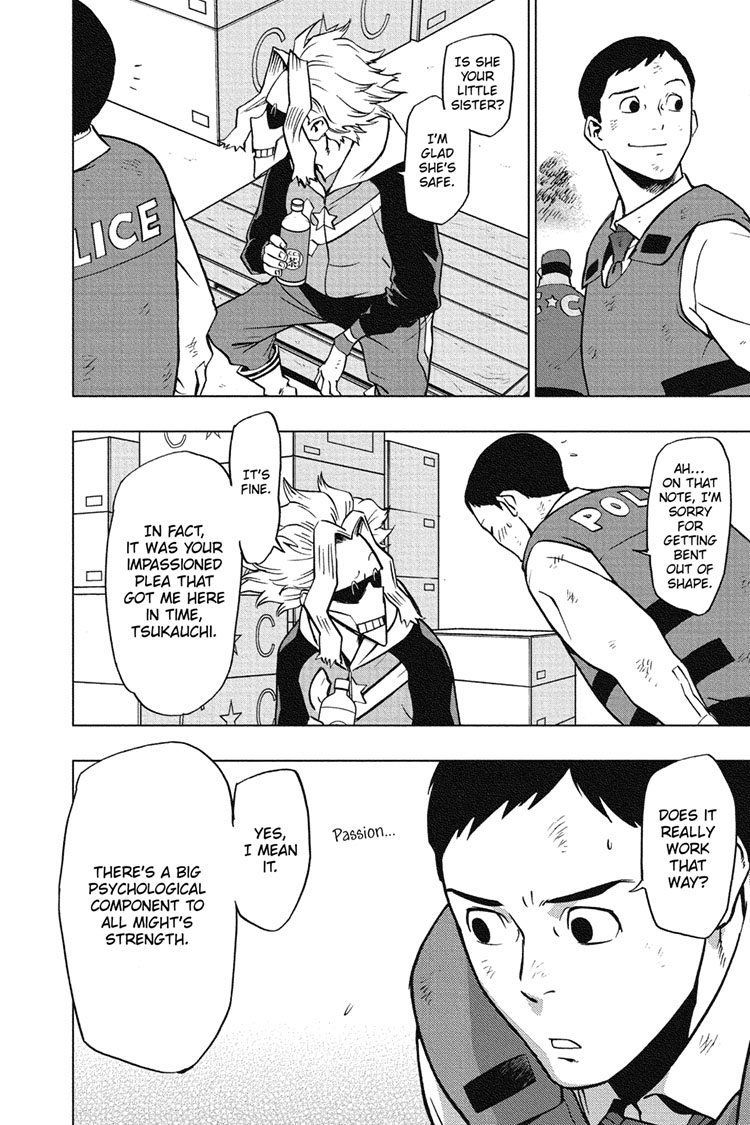 IS SHE
YOUR
LITTLE
SISTER?
I'M
GLAD
SHE'S
SAFE.
LICE
C
C
E★C
AH...
ON THAT
NOTE, I'M
SORRY
FOR
GETTING
BENT
OUT OF
SHAPE.
POL
C★
IT'S
FINE.
IN FACT,
IT WAS YOUR
IMPASSIONED
PLEA THAT
GOT ME HERE
IN TIME,
TSUKAUCHI.
C
C
DOES IT
REALLY
WORK
THAT
WAY?
Passion...
YES,
I MEAN
IT.
THERE'S A BIG
PSYCHOLOGICAL
COMPONENT TO
ALL MIGHT'S
STRENGTH.